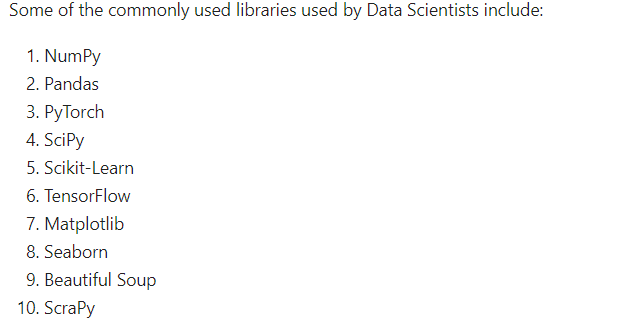 Some of the commonly used libraries used by Data Scientists include:
1. NumPy
2. Pandas
3. PyTorch
4. SciPy
5. Scikit-Learn
6. TensorFlow
7. Matplotlib
8. Seaborn
9. Beautiful Soup
10. ScraPy